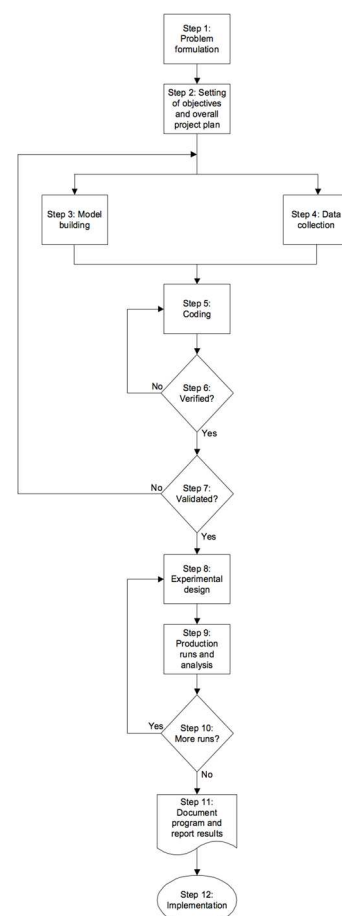 Step 1:
Problem
formulation
Step 2: Setting
of objectives
and overall
project plan
Step 3: Model
building
Step 4: Data
collection
Step 5:
Coding
No
Step 6:
Verified?
Yes
No
Step 7:
Validated?
Yes
Step 8:
Experimental
design
Step 9:
Production
runs and
analysis
Yes
Step 10:
More runs?
No
Step 11:
Document
program and
report results
Step 12:
Implementation